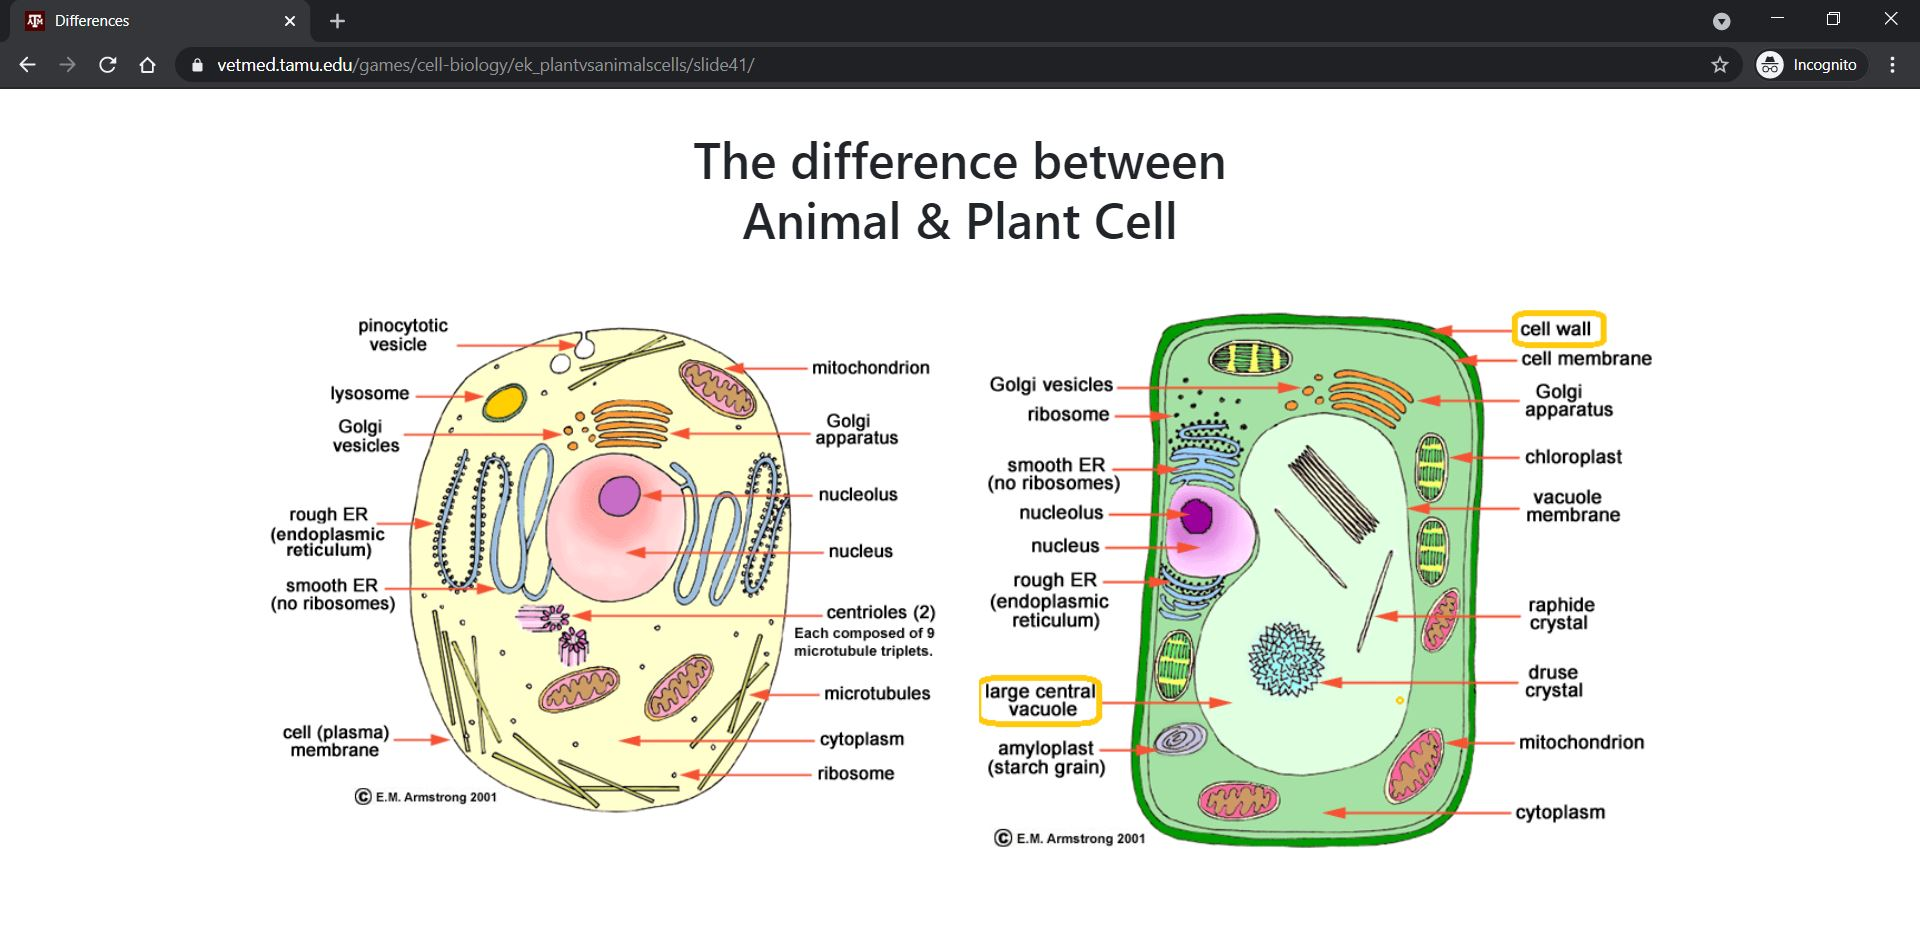 Differences
vetmed.tamu.edu/games/cell-biology/ek_plantvsanimalscells/slide41/
Incognito
The difference between
Animal & Plant Cell
pinocytotic
vesicle
lysosome
Golgi
vesicles
rough ER
(endoplasmic
reticulum)
smooth ER
(no ribosomes)
cell (plasma)
membrane
© E.M. Armstrong 2001
mitochondrion
Golgi
apparatus
nucleolus
nucleus
centrioles (2)
Each composed of 9
microtubule triplets.
microtubules
cytoplasm
ribosome
Golgi vesicles
ribosome
smooth ER
(no ribosomes)
nucleolus
nucleus
rough ER
(endoplasmic
reticulum)
large central
vacuole
amyloplast
(starch grain)
© E.M. Armstrong 2001
cell wall
cell membrane
Golgi
apparatus
chloroplast
vacuole
membrane
raphide
crystal
druse
crystal
mitochondrion
cytoplasm